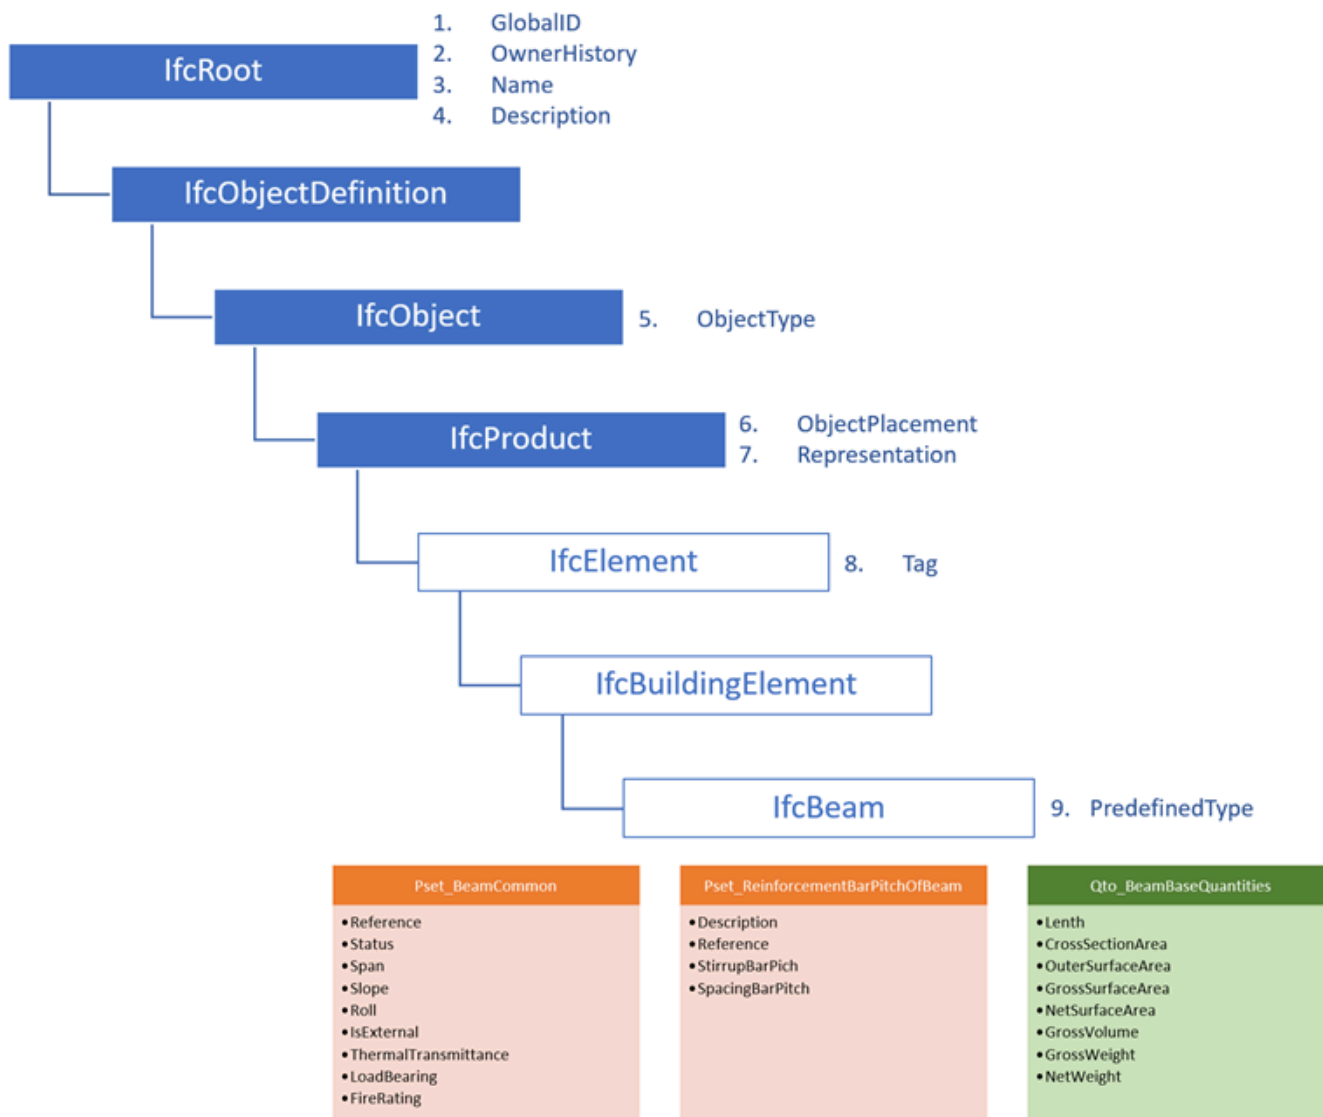 1. GlobalID
2. OwnerHistory
3. Name
4. Description
IfcRoot
IfcObjectDefinition
IfcObject
5. ObjectType
IfcProduct
6. ObjectPlacement
7. Representation
IfcElement
8. Tag
IfcBuildingElement
IfcBeam
9. PredefinedType
Pset_BeamCommon
•Reference
•Status
•Span
•Slope
•Roll
•IsExternal
•ThermalTransmittance
•LoadBearing
•FireRating
Pset_ReinforcementBarPitchOfBeam
•Description
•Reference
•StirrupBarPich
•SpacingBarPitch
Qto_BeamBaseQuantities
•Lenth
•CrossSectionArea
•OuterSurfaceArea
•GrossSurfaceArea
•NetSurfaceArea
•GrossVolume
•GrossWeight
•NetWeight